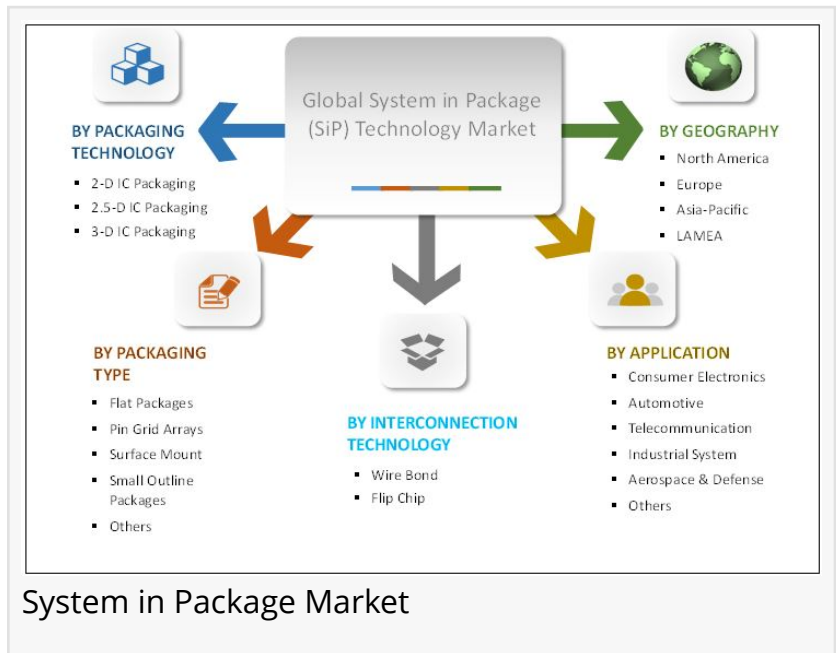 Global System in Package
(SiP) Technology Market
BY PACKAGING
TECHNOLOGY
2-D IC Packaging
2.5-D IC Packaging
3-D IC Packaging
BY GEOGRAPHY
North America
Europe
Asia-Pacific
LAMEA
BY PACKAGING
TYPE
Flat Packages
Pin Grid Arrays
Surface Mount
Small Outline
Packages
Others
BY INTERCONNECTION
TECHNOLOGY
Wire Bond
Flip Chip
BY APPLICATION
Consumer Electronics
Automotive
Telecommunication
Industrial System
Aerospace & Defense
Others
System in Package Market